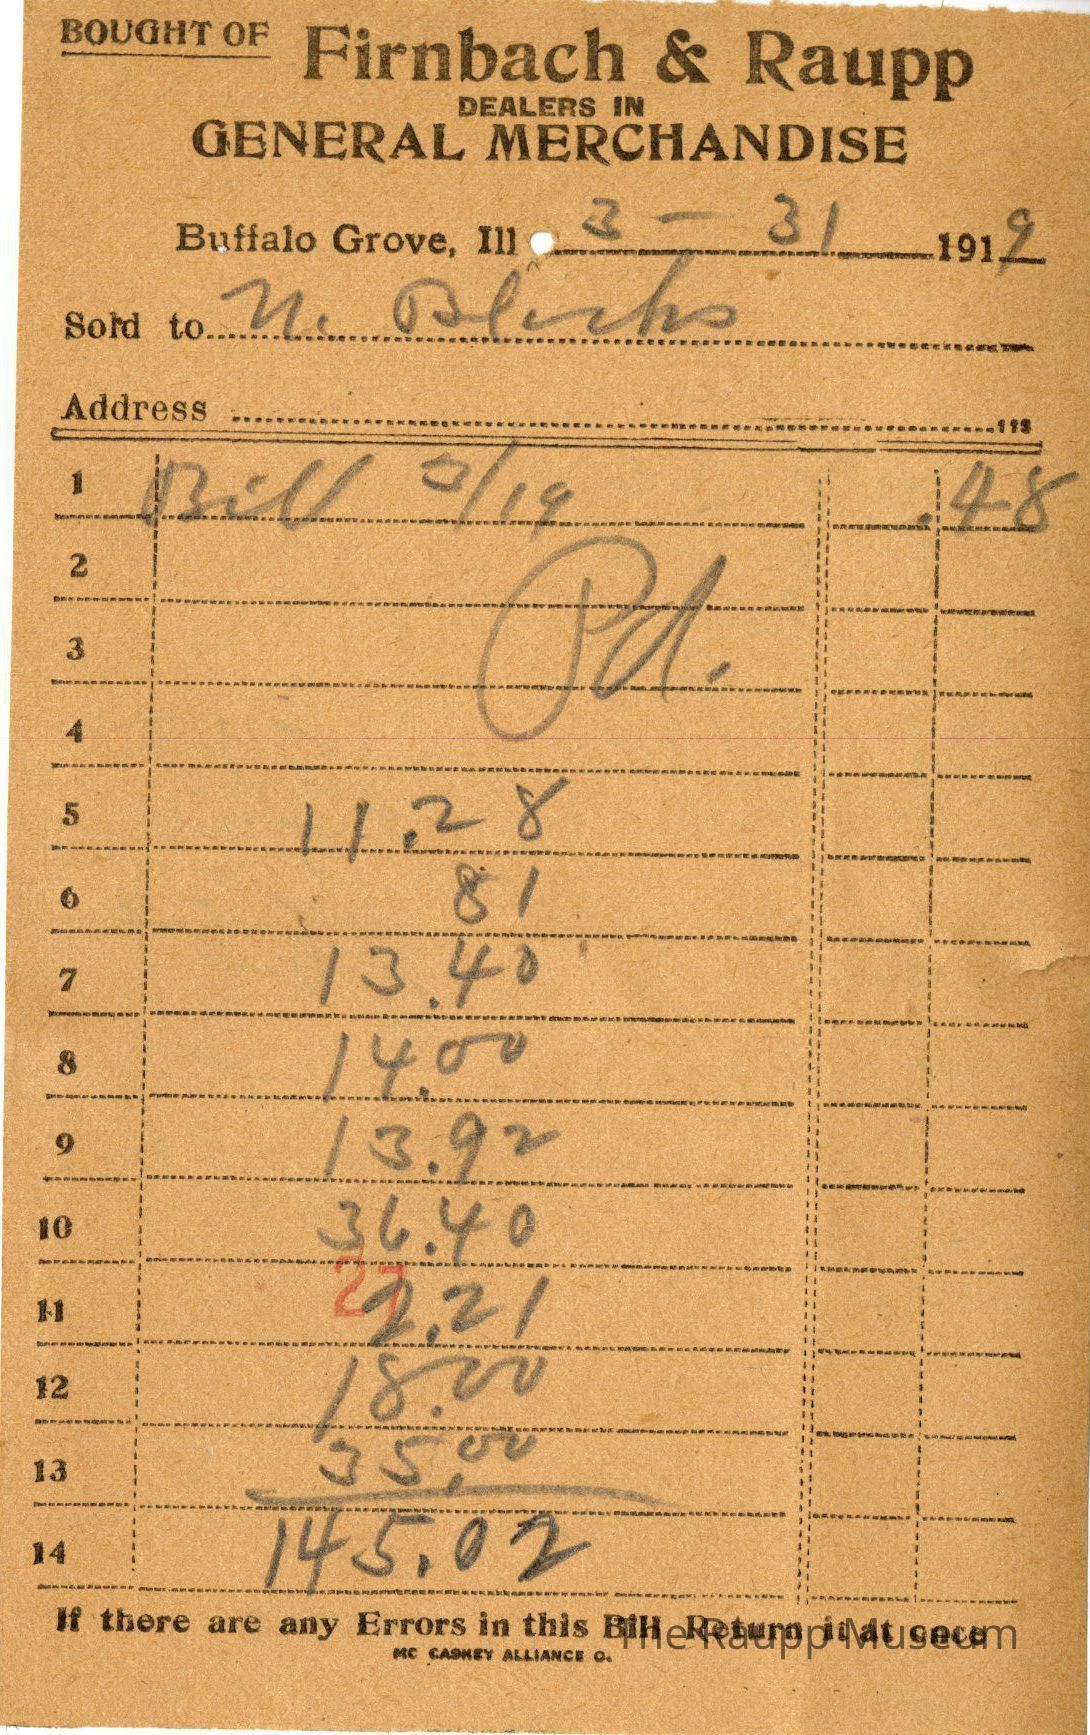 BOUGHT OF Firnbach & Raupp
DEALERS IN
GENERAL MERCHANDISE
Buffalo Grove, Ill 3 - 31 1919
Sold to N.
Address
1 Bill 3/19 .48
2
Pd.
3
4
5 11.28
6 81
7 13.40
8 14.00
9 13.92
10 36.40
27
11 2.21
12 18.00
13 35.00
14 145.02
If there are any Errors in this Bill Return it at once
The Raupp Museum
MC CASKEY ALLIANCE O.